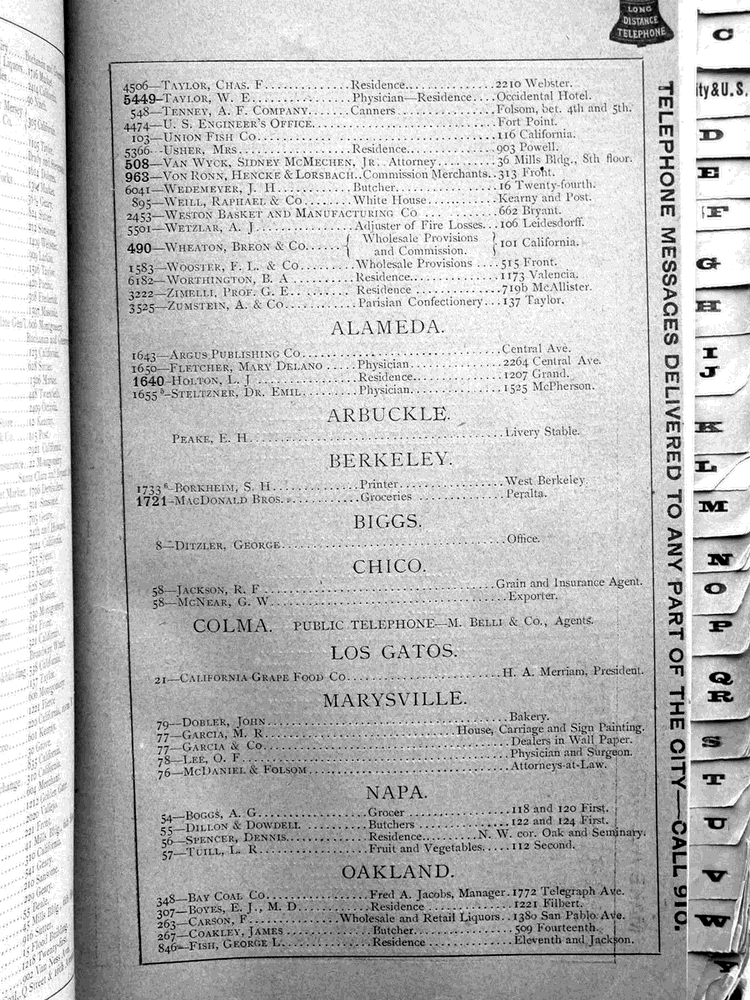 LONG
DISTANCE
TELEPHONE
4506—TAYLOR, CHAS. F..............Residence..................2210 Webster.
5449—TAYLOR, W. E................Physician—Residence....Occidental Hotel.
548—TENNEY, A. F. COMPANY.......Canners..................Folsom, bet. 4th and 5th.
4474—U. S. ENGINEER'S OFFICE..................Fort Point.
103—UNION FISH CO..................116 California.
5366—USHER, MRS..................Residence..................903 Powell.
508—VAN WYCK, SIDNEY MCMECHEN, JR. Attorney..................36 Mills Bldg., 8th floor.
963—VON RONN, HENCKE & LORSBACH..Commission Merchants..313 Front.
6041—WEDEMEYER, J. H..............Butcher..................16 Twenty-fourth.
895—WEILL, RAPHAEL & CO..........White House..............Kearny and Post.
2453—WESTON BASKET AND MANUFACTURING CO..................662 Bryant.
5501—WETZLAR, A. J..................Adjuster of Fire Losses...106 Leidesdorff.
490—WHEATON, BREON & CO...... { Wholesale Provisions and Commission. } 101 California.
1583—WOOSTER, F. L. & CO..........Wholesale Provisions.....515 Front.
6182—WORTHINGTON, B. A............Residence..................1173 Valencia.
3222—ZIMELLI, PROF. G. E..........Residence..................719b McAllister.
3525—ZUMSTEIN, A. & CO............Parisian Confectionery...137 Taylor.
ALAMEDA.
1643—ARGUS PUBLISHING CO..................Central Ave.
1650—FLETCHER, MARY DELANO.....Physician..................2264 Central Ave.
1640—HOLTON, L. J..................Residence..................1207 Grand.
1655 6—STELTZNER, DR. EMIL..........Physician..................1525 McPherson.
ARBUCKLE.
PEAKE, E. H..................Livery Stable.
BERKELEY.
1733 6—BORKHEIM, S. H..............Printer..................West Berkeley
1721—MACDONALD BROS..............Groceries..................Peralta.
BIGGS.
8—DITZLER, GEORGE..................Office.
CHICO.
58—JACKSON, R. F..................Grain and Insurance Agent.
58—MCNEAR, G. W..................Exporter.
COLMA. PUBLIC TELEPHONE—M. BELLI & CO., Agents.
LOS GATOS.
21—CALIFORNIA GRAPE FOOD CO..................H. A. Merriam, President.
MARYSVILLE.
79—DOBLER, JOHN..................Bakery.
77—GARCIA, M. R..................House, Carriage and Sign Painting.
77—GARCIA & CO..................Dealers in Wall Paper.
78—LEE, O. F..................Physician and Surgeon.
76—MCDANIEL & FOLSOM..................Attorneys-at-Law.
NAPA.
54—BOGGS, A. G..................Grocer..................118 and 120 First.
55—DILLON & DOWDELL..........Butchers..................122 and 124 First.
56—SPENCER, DENNIS............Residence..................N. W. cor. Oak and Seminary.
57—TUILL, L. R..................Fruit and Vegetables.....112 Second.
OAKLAND.
348—BAY COAL CO..................Fred A. Jacobs, Manager.1772 Telegraph Ave.
307—BOYES, E. J., M. D............Residence..................1221 Filbert.
263—CARSON, F..................Wholesale and Retail Liquors..1380 San Pablo Ave.
267—COAKLEY, JAMES..............Butcher..................509 Fourteenth.
846—FISH, GEORGE L..............Residence..................Eleventh and Jackson.
TELEPHONE MESSAGES DELIVERED TO ANY PART OF THE CITY—CALL 910.
C
ity & U.S.
D
E
F
G
H
I
J
K
L
M
N
O
P
QR
S
T
U
V
W
Y